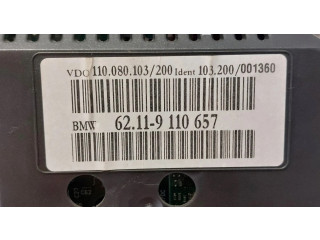 VDO 110.080.103/200 Ident 103.200/001360
BMW 62.11-9 110 657